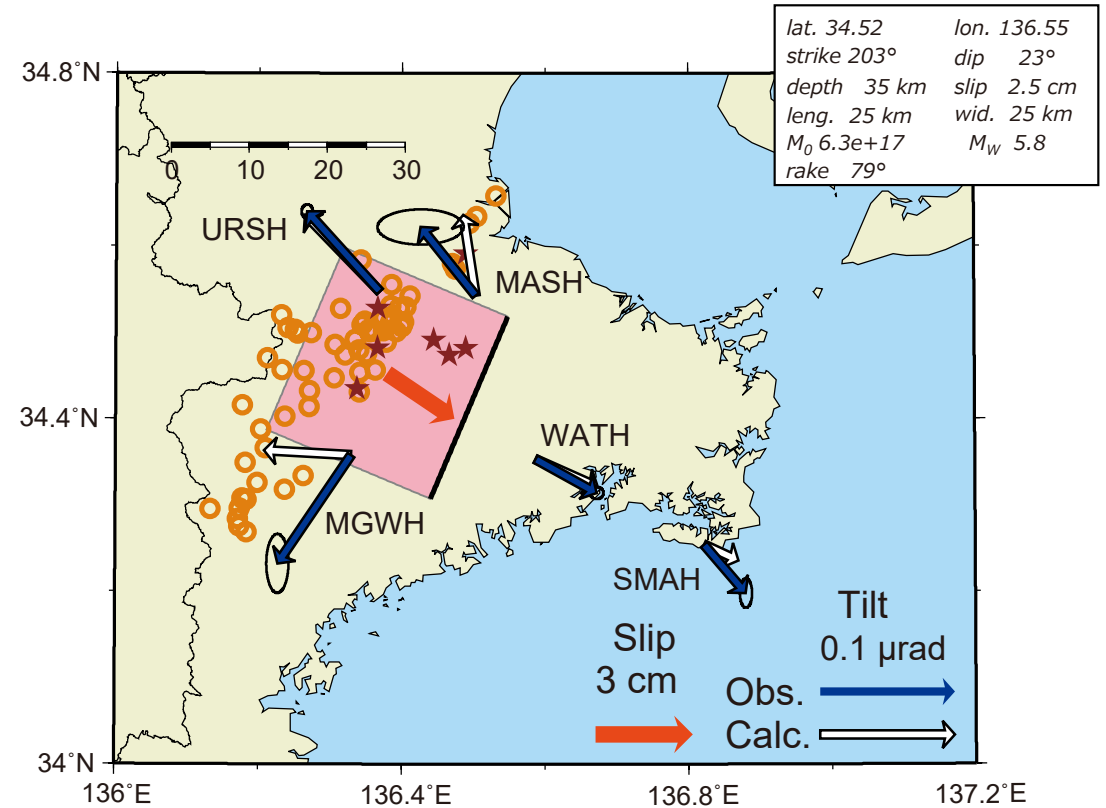 lat. 34.52 lon. 136.55
strike 203° dip 23°
depth 35 km slip 2.5 cm
leng. 25 km wid. 25 km
M0 6.3e+17 MW 5.8
rake 79°
34.8°N
0 10 20 30
URSH
MASH
34.4°N
WATH
MGWH
SMAH
Tilt
Slip 0.1 μrad
3 cm
Obs.
Calc.
34°N
136°E 136.4°E 136.8°E 137.2°E